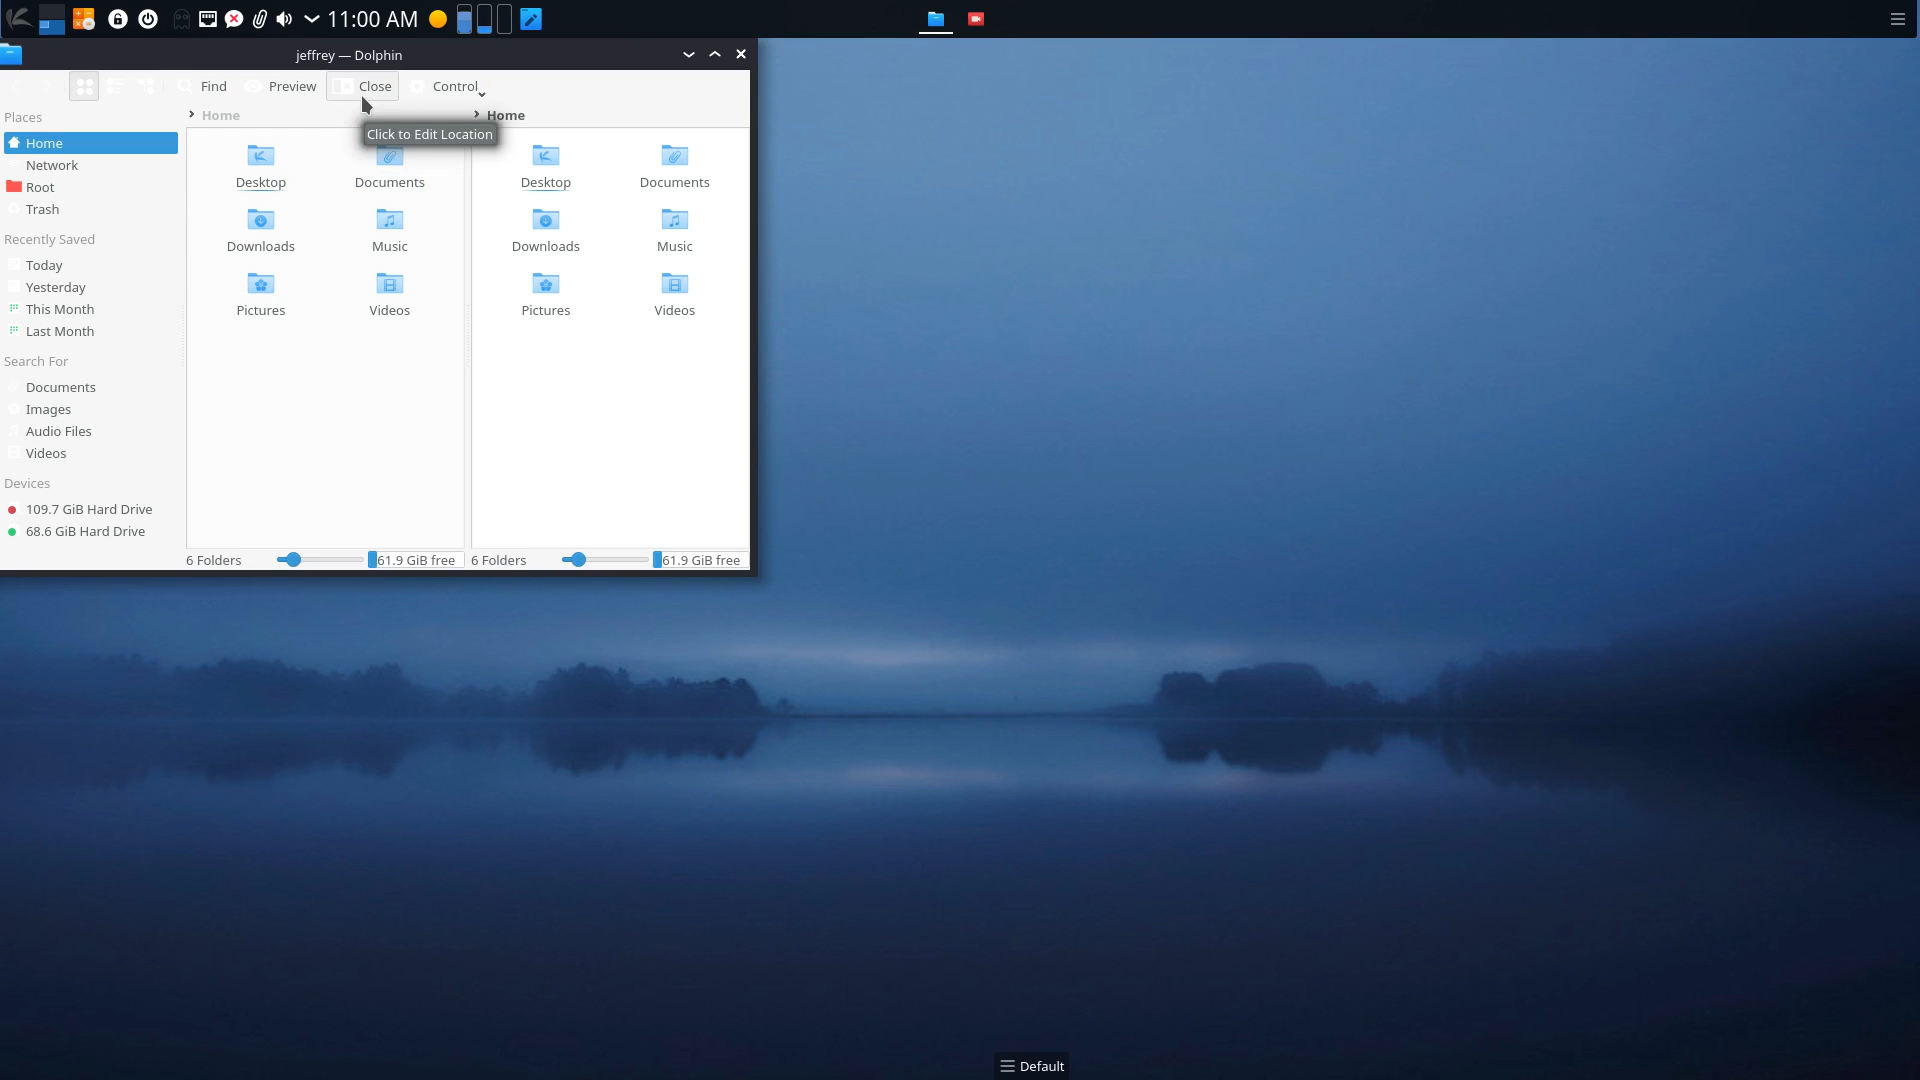 11:00 AM
jeffrey — Dolphin
Find
Preview
Close
Control
Places
Home
Network
Root
Trash
Recently Saved
Today
Yesterday
This Month
Last Month
Search For
Documents
Images
Audio Files
Videos
Devices
109.7 GiB Hard Drive
68.6 GiB Hard Drive
Home
Click to Edit Location
Desktop
Documents
Downloads
Music
Pictures
Videos
6 Folders
61.9 GiB free
Home
Desktop
Documents
Downloads
Music
Pictures
Videos
6 Folders
61.9 GiB free
Default